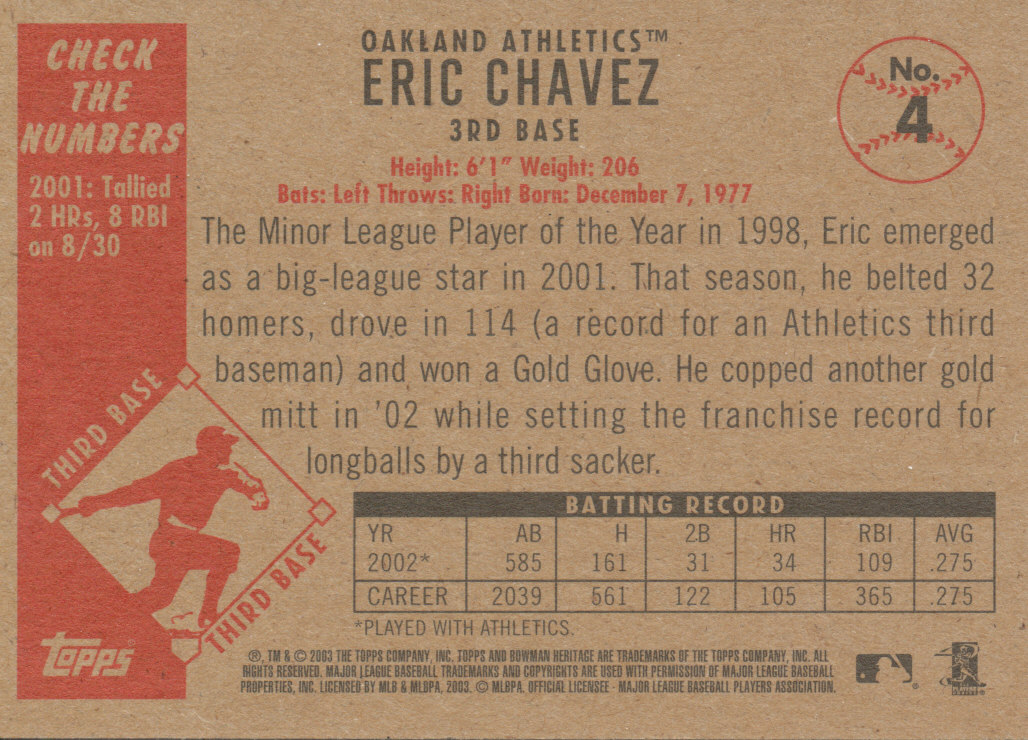 CHECK
THE
NUMBERS
2001: Tallied
2 HRs, 8 RBI
on 8/30
OAKLAND ATHLETICS™
ERIC CHAVEZ
3RD BASE
Height: 6'1" Weight: 206
Bats: Left Throws: Right Born: December 7, 1977
No.
4
The Minor League Player of the Year in 1998, Eric emerged
as a big-league star in 2001. That season, he belted 32
homers, drove in 114 (a record for an Athletics third
baseman) and won a Gold Glove. He copped another gold
mitt in '02 while setting the franchise record for
longballs by a third sacker.
THIRD BASE
THIRD BASE
BATTING RECORD
YR AB H 2B HR RBI AVG
2002* 585 161 31 34 109 .275
CAREER 2039 561 122 105 365 .275
*PLAYED WITH ATHLETICS.
Topps®
®, TM & © 2003 THE TOPPS COMPANY, INC. TOPPS AND BOWMAN HERITAGE ARE TRADEMARKS OF THE TOPPS COMPANY, INC. ALL
RIGHTS RESERVED. MAJOR LEAGUE BASEBALL TRADEMARKS AND COPYRIGHTS ARE USED WITH PERMISSION OF MAJOR LEAGUE BASEBALL
PROPERTIES, INC. LICENSED BY MLB & MLBPA, 2003. © MLBPA. OFFICIAL LICENSEE - MAJOR LEAGUE BASEBALL PLAYERS ASSOCIATION.